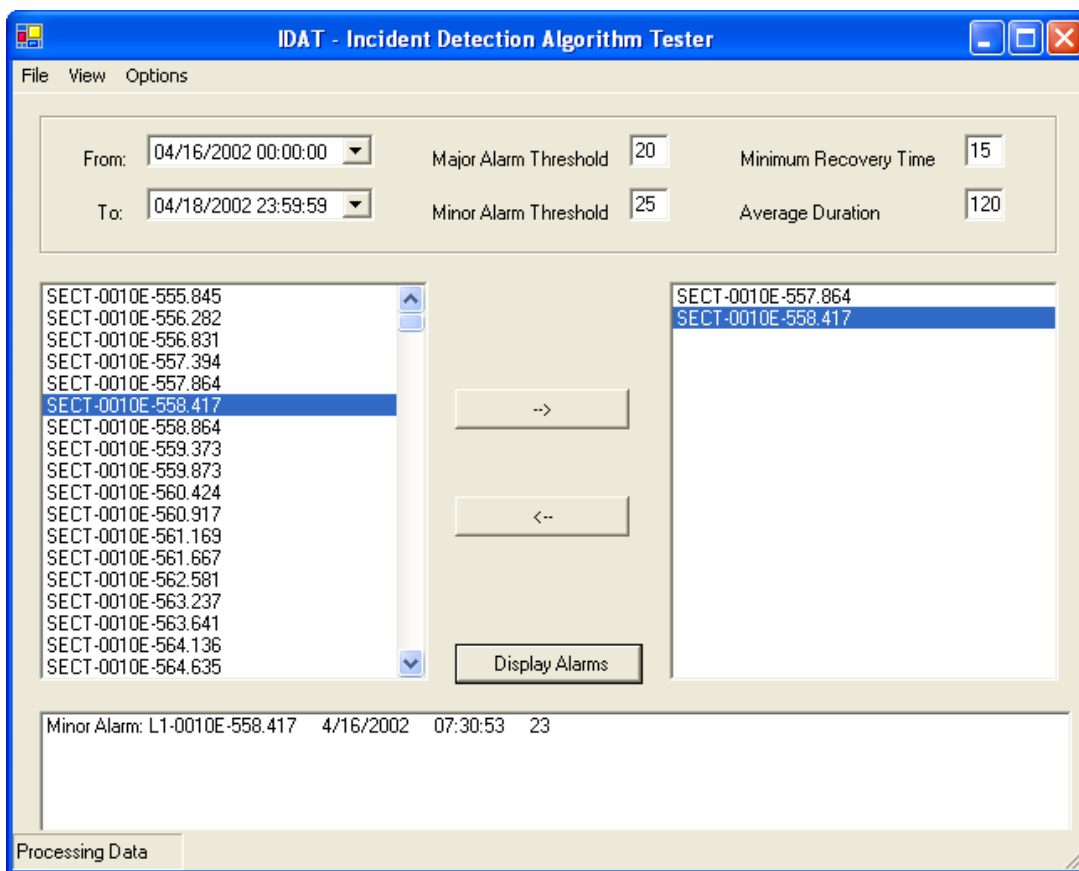 IDAT - Incident Detection Algorithm Tester
File View Options
From: 04/16/2002 00:00:00 Major Alarm Threshold 20 Minimum Recovery Time 15
To: 04/18/2002 23:59:59 Minor Alarm Threshold 25 Average Duration 120
SECT-0010E-555.845
SECT-0010E-556.282
SECT-0010E-556.831
SECT-0010E-557.394
SECT-0010E-557.864
SECT-0010E-558.417
SECT-0010E-558.864
SECT-0010E-559.373
SECT-0010E-559.873
SECT-0010E-560.424
SECT-0010E-560.917
SECT-0010E-561.169
SECT-0010E-561.667
SECT-0010E-562.581
SECT-0010E-563.237
SECT-0010E-563.641
SECT-0010E-564.136
SECT-0010E-564.635
-->
<--
Display Alarms
SECT-0010E-557.864
SECT-0010E-558.417
Minor Alarm: L1-0010E-558.417 4/16/2002 07:30:53 23
Processing Data